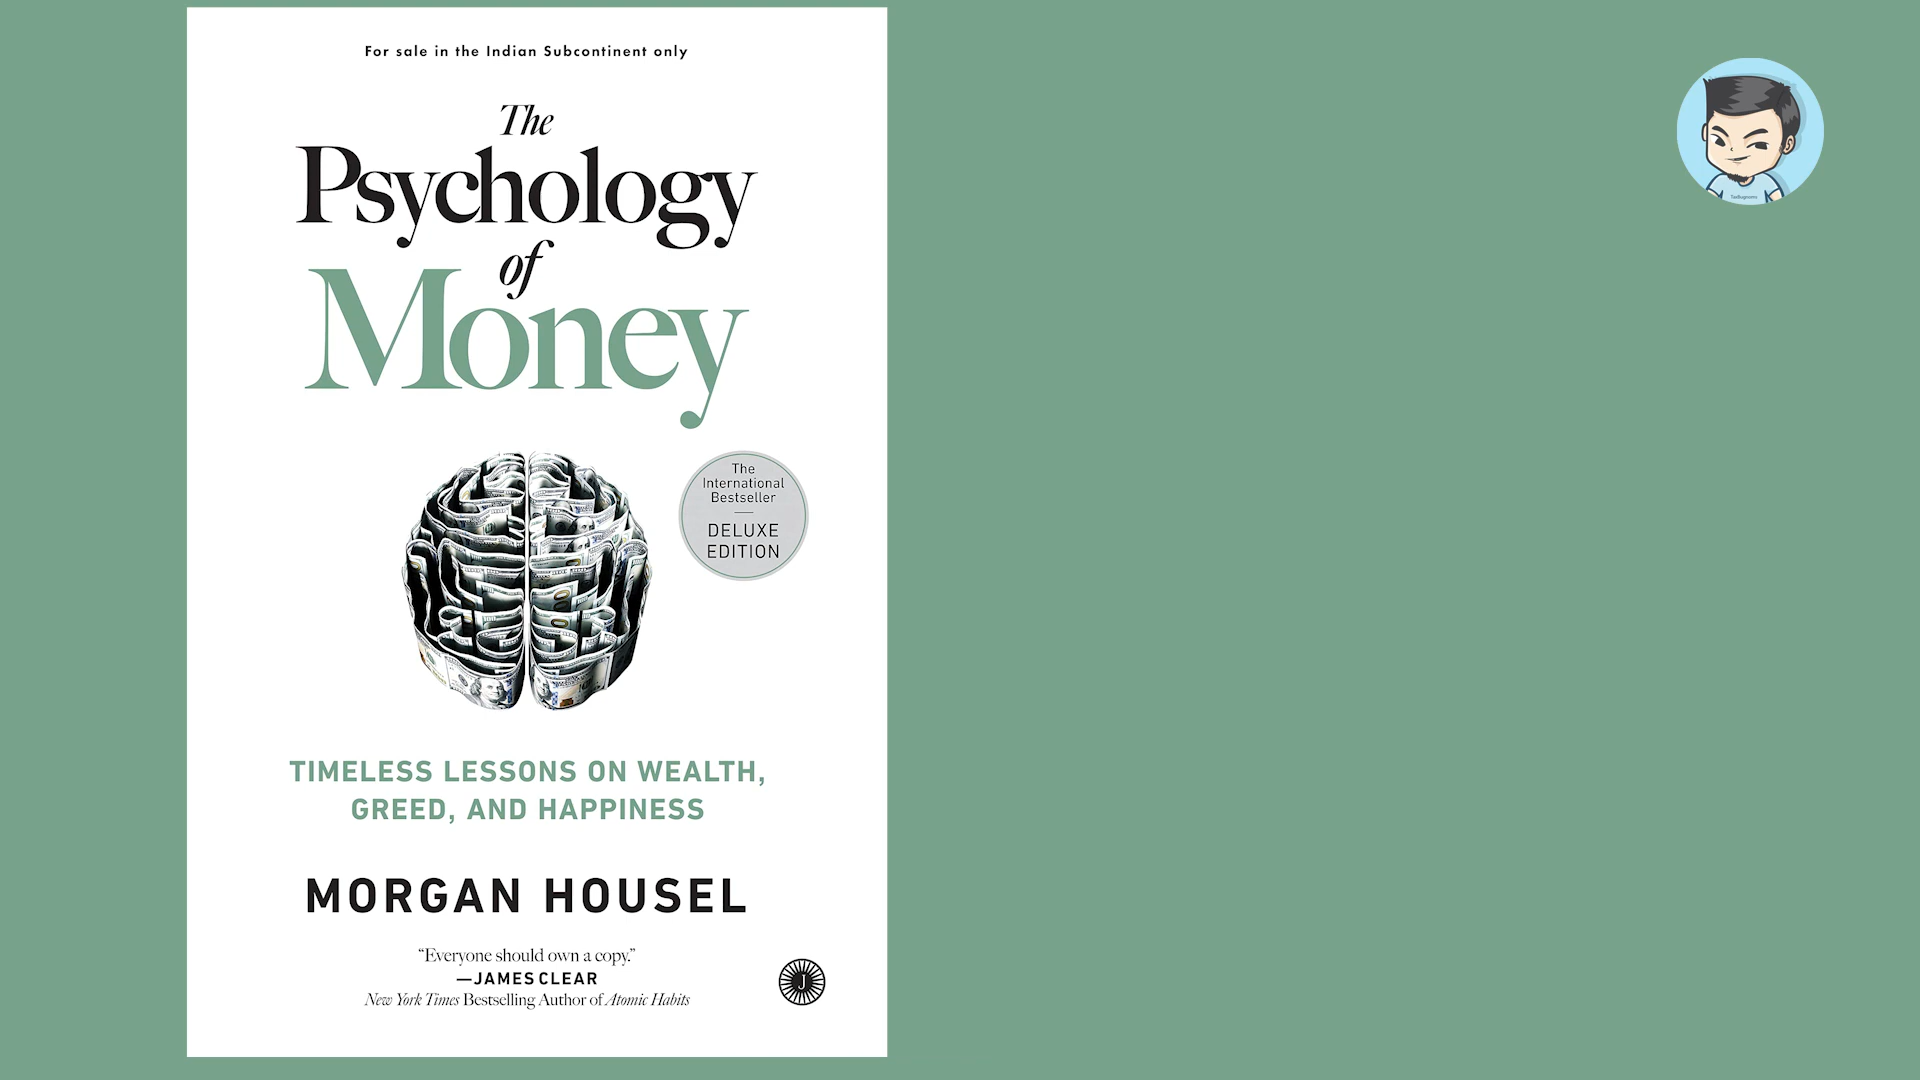 For sale in the Indian Subcontinent only
The
Psychology
of
Money
The
International
Bestseller
DELUXE
EDITION
TIMELESS LESSONS ON WEALTH,
GREED, AND HAPPINESS
MORGAN HOUSEL
“Everyone should own a copy.”
—JAMES CLEAR
New York Times Bestselling Author of Atomic Habits
J